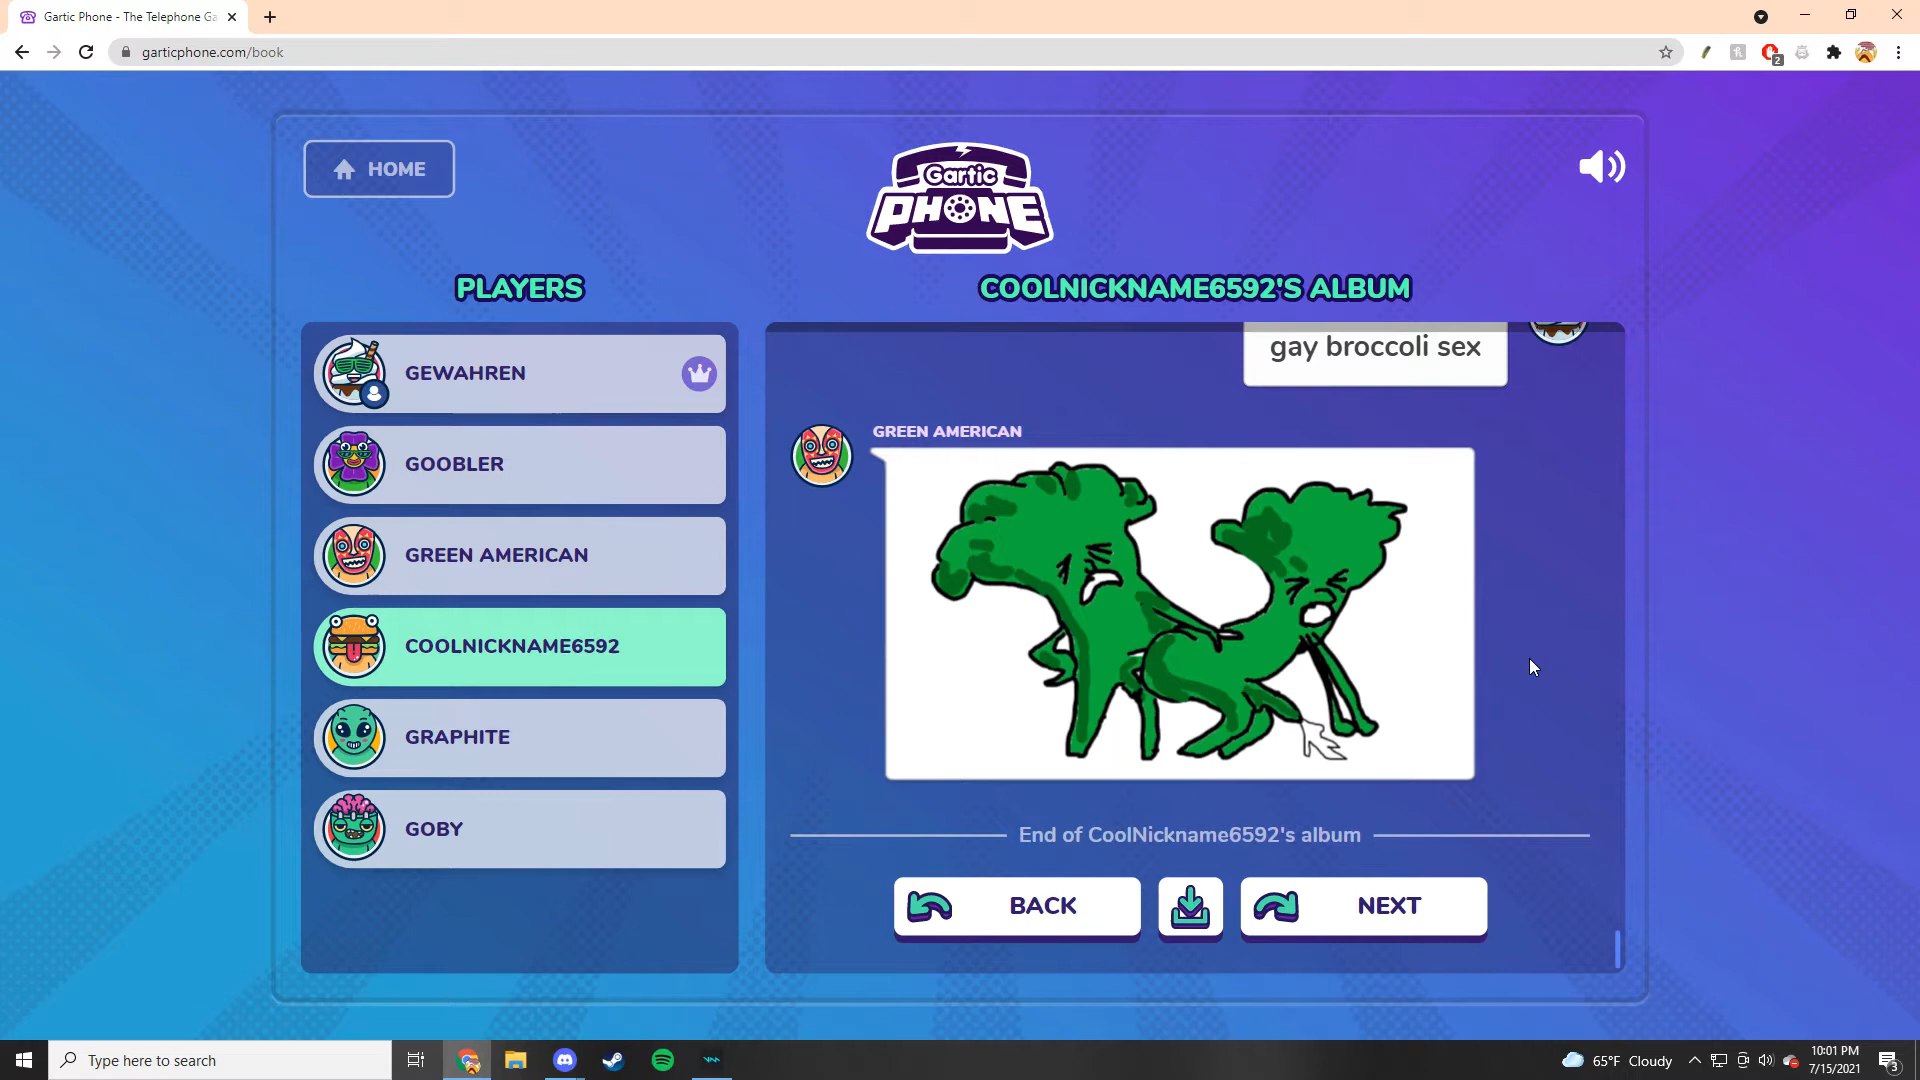 Gartic Phone - The Telephone Ga
garticphone.com/book
2
HOME
Gartic
PHONE
PLAYERS
COOLNICKNAME6592'S ALBUM
GEWAHREN
GOOBLER
GREEN AMERICAN
COOLNICKNAME6592
GRAPHITE
GOBY
gay broccoli sex
GREEN AMERICAN
End of CoolNickname6592's album
BACK
NEXT
Type here to search
65°F Cloudy
10:01 PM
7/15/2021
3